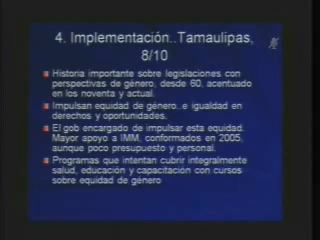 4. Implementación..Tamaulipas,
8/10
Historia importante sobre legislaciones con
perspectivas de género, desde 60, acentuado
en los noventa y actual.
Impulsan equidad de género..e igualdad en
derechos y oportunidades.
El gob encargado de impulsar esta equidad.
Mayor apoyo a IMM, conformados en 2005,
aunque poco presupuesto y personal.
Programas que intentan cubrir integralmente
salud, educación y capacitación con cursos
sobre equidad de género